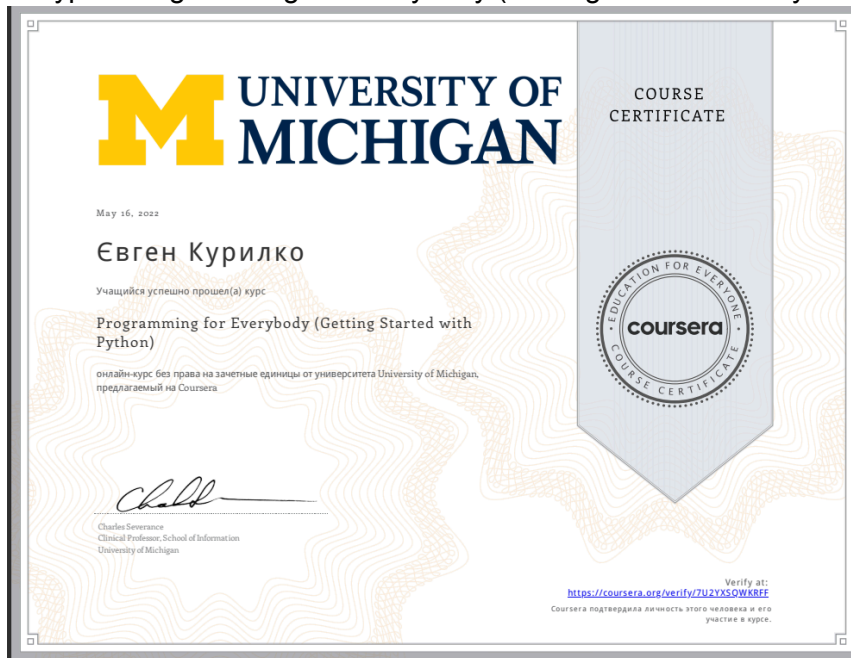 UNIVERSITY OF
MICHIGAN
COURSE
CERTIFICATE
May 16, 2022
Євген Курилко
Учащийся успешно прошел(а) курс
Programming for Everybody (Getting Started with
Python)
онлайн-курс без права на зачетные единицы от университета University of Michigan,
предлагаемый на Coursera
EDUCATION FOR EVERYONE
coursera
COURSE CERTIFICATE
Charles Severance
Clinical Professor, School of Information
University of Michigan
Verify at:
https://coursera.org/verify/7U2YXSQWKRFF
Coursera подтвердила личность этого человека и его
участие в курсе.